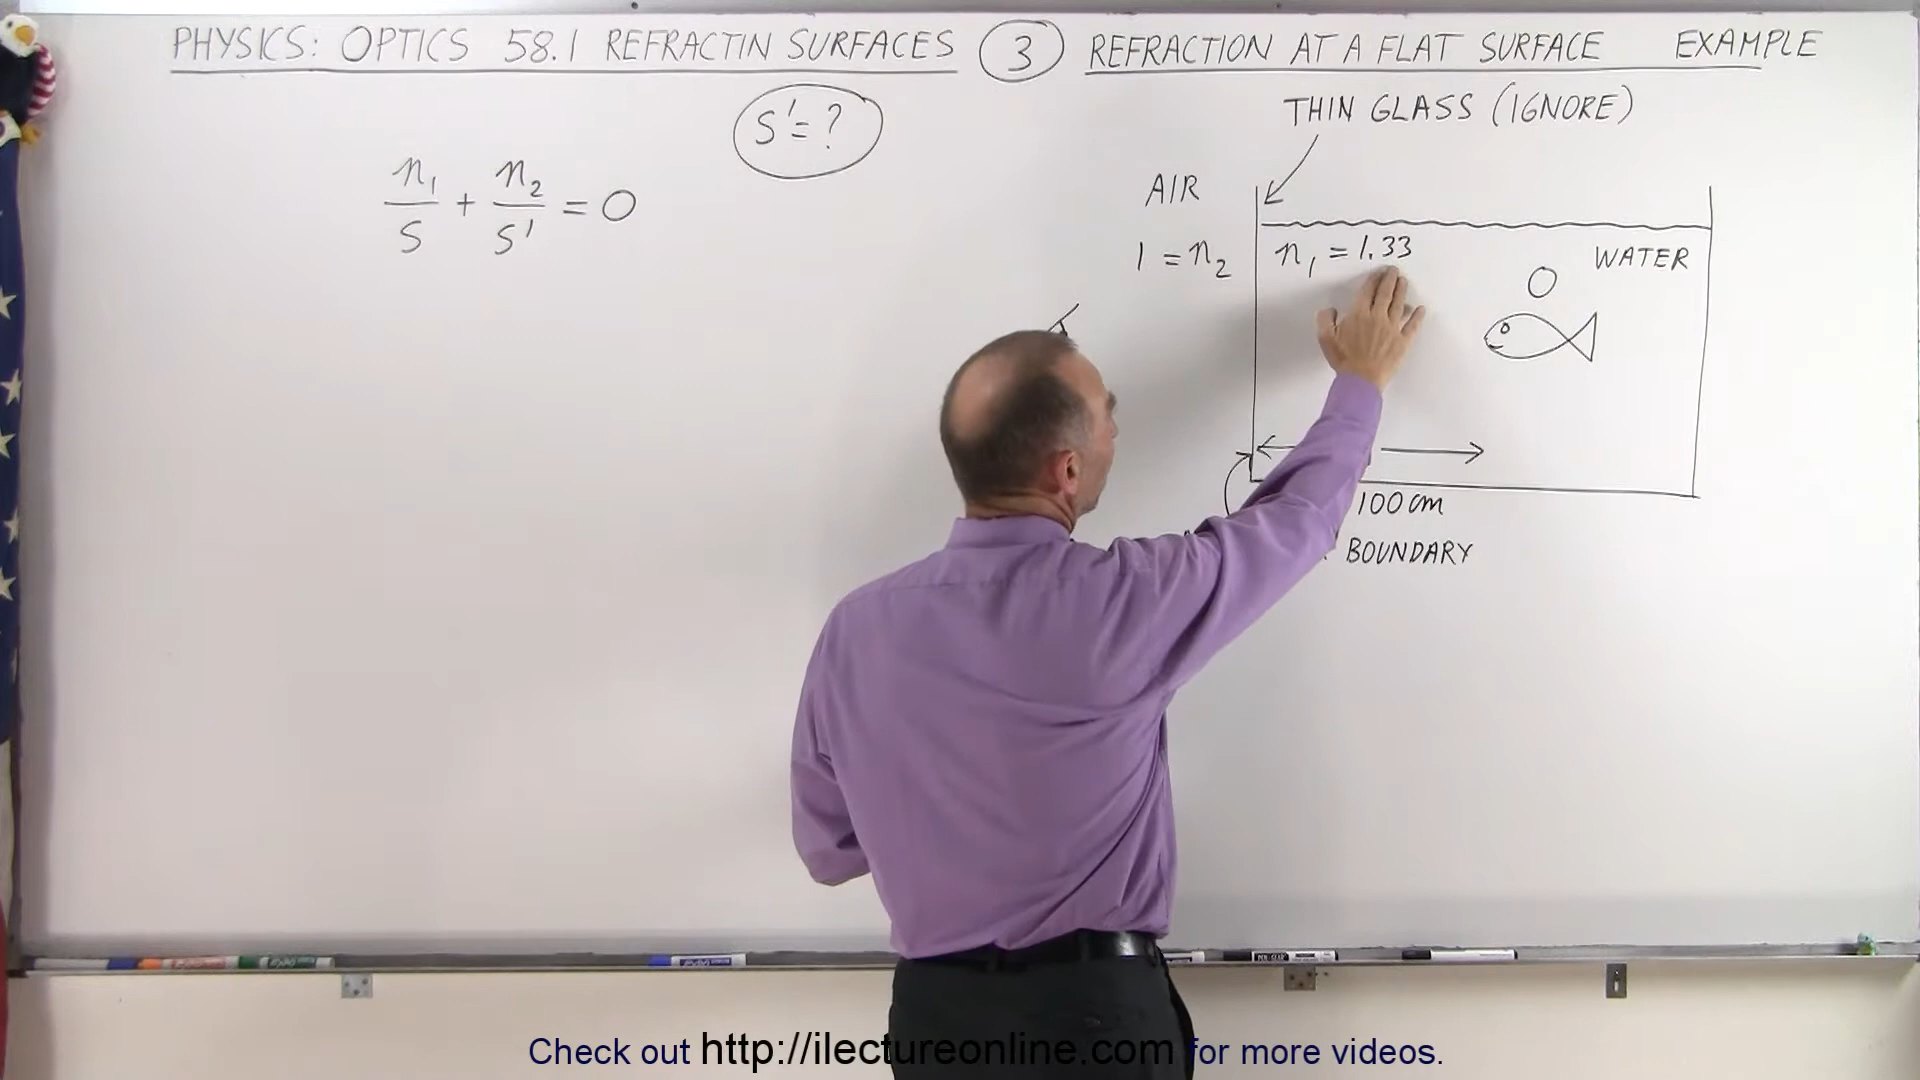 PHYSICS: OPTICS 58.1 REFRACTIN SURFACES 3 REFRACTION AT A FLAT SURFACE EXAMPLE
S' = ?
n₁/S + n₂/S' = 0
THIN GLASS (IGNORE)
AIR
1 = n₂
n₁ = 1.33
WATER
O
100 cm
BOUNDARY
Check out http://ilectureonline.com for more videos.